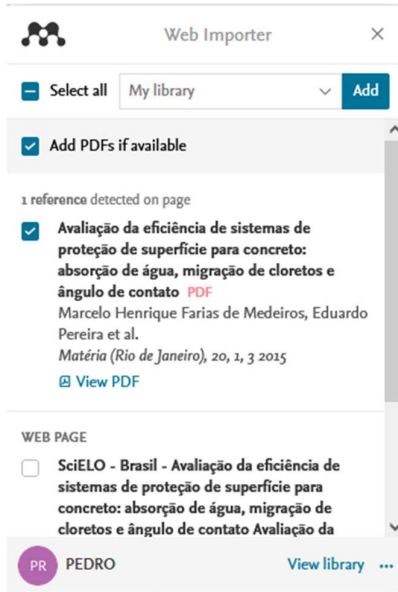 Web Importer
Select all
My library
Add
Add PDFs if available
1 reference detected on page
Avaliação da eficiência de sistemas de
proteção de superfície para concreto:
absorção de água, migração de cloretos e
ângulo de contato PDF
Marcelo Henrique Farias de Medeiros, Eduardo
Pereira et al.
Matéria (Rio de Janeiro), 20, 1, 3 2015
View PDF
WEB PAGE
SciELO - Brasil - Avaliação da eficiência de
sistemas de proteção de superfície para
concreto: absorção de água, migração de
cloretos e ângulo de contato Avaliação da
PR
PEDRO
View library